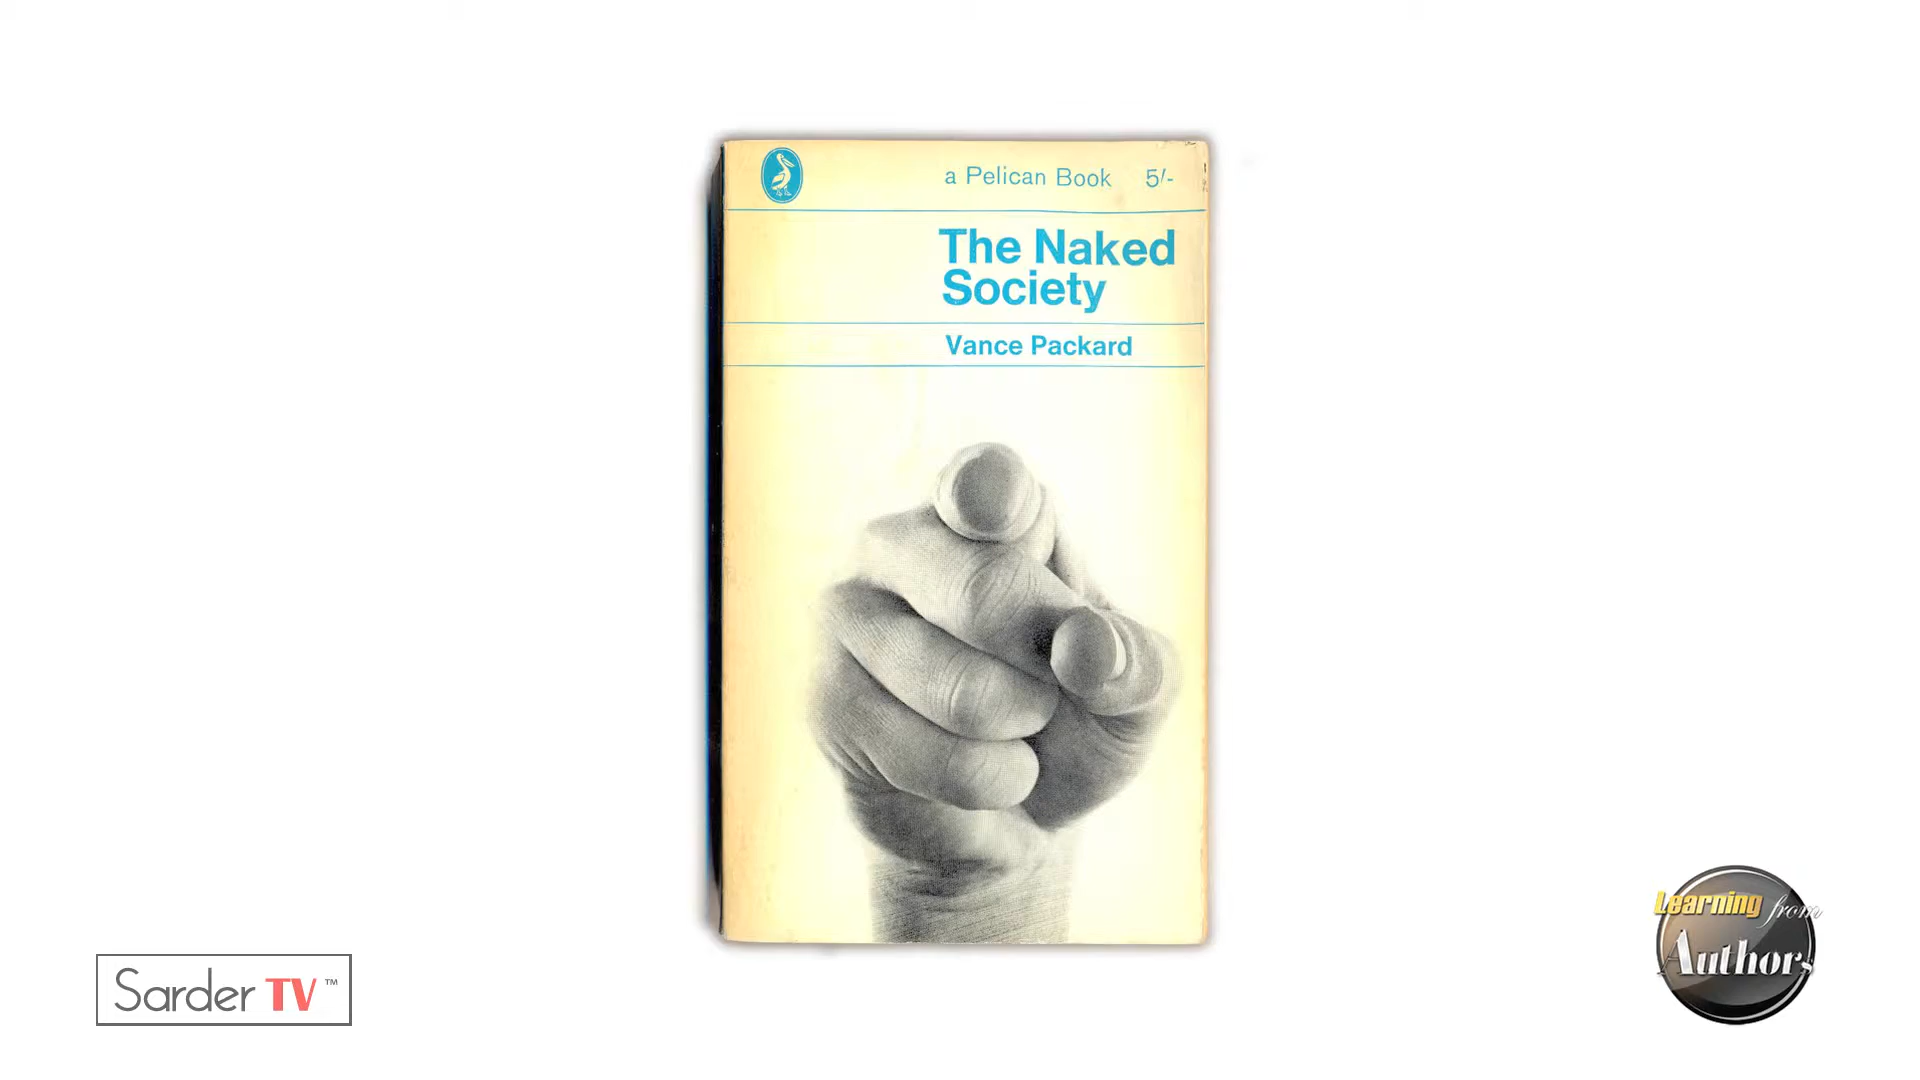 a Pelican Book 5/-
The Naked
Society
Vance Packard
Sarder TV™
Learning from
Authors